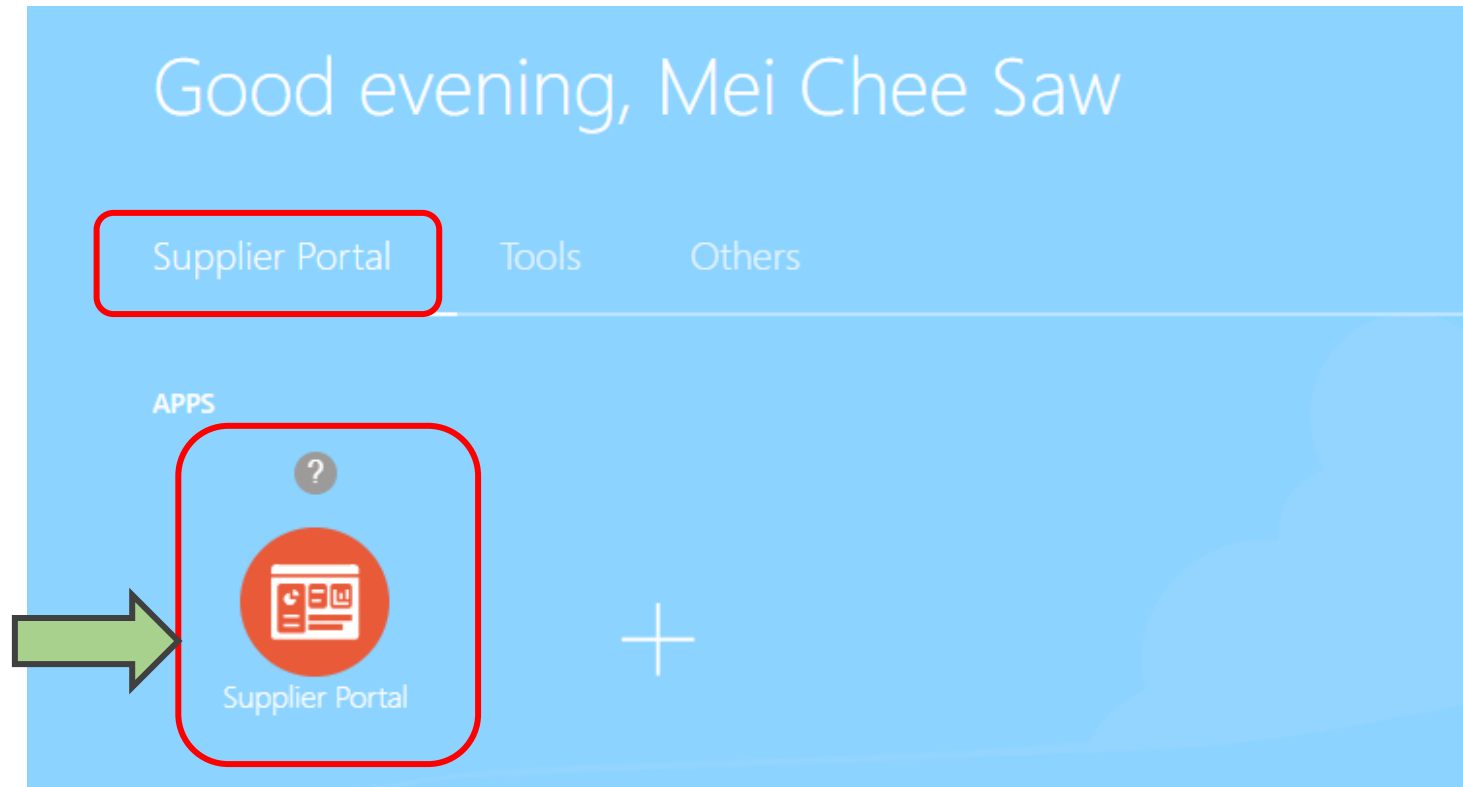 Good evening, Mei Chee Saw
Supplier Portal Tools Others
APPS
?
Supplier Portal